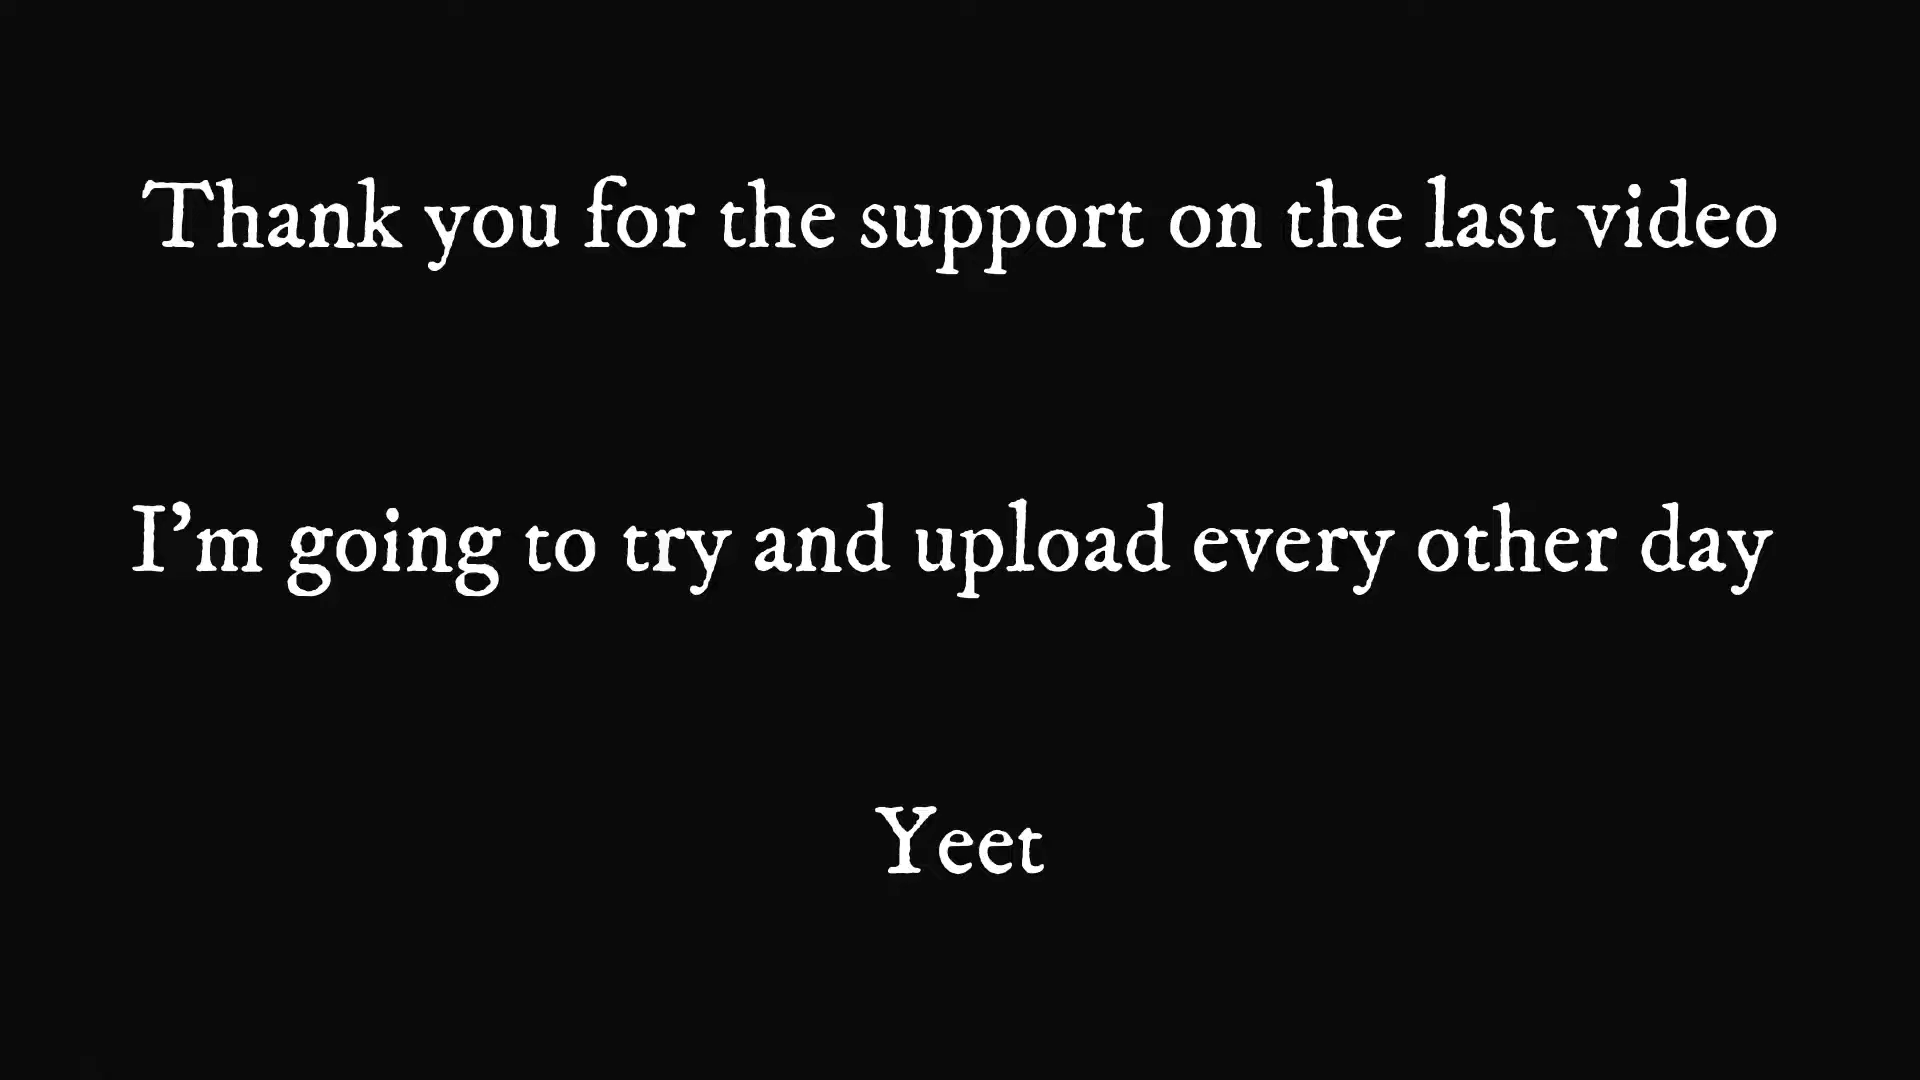 Thank you for the support on the last video
I’m going to try and upload every other day
Yeet